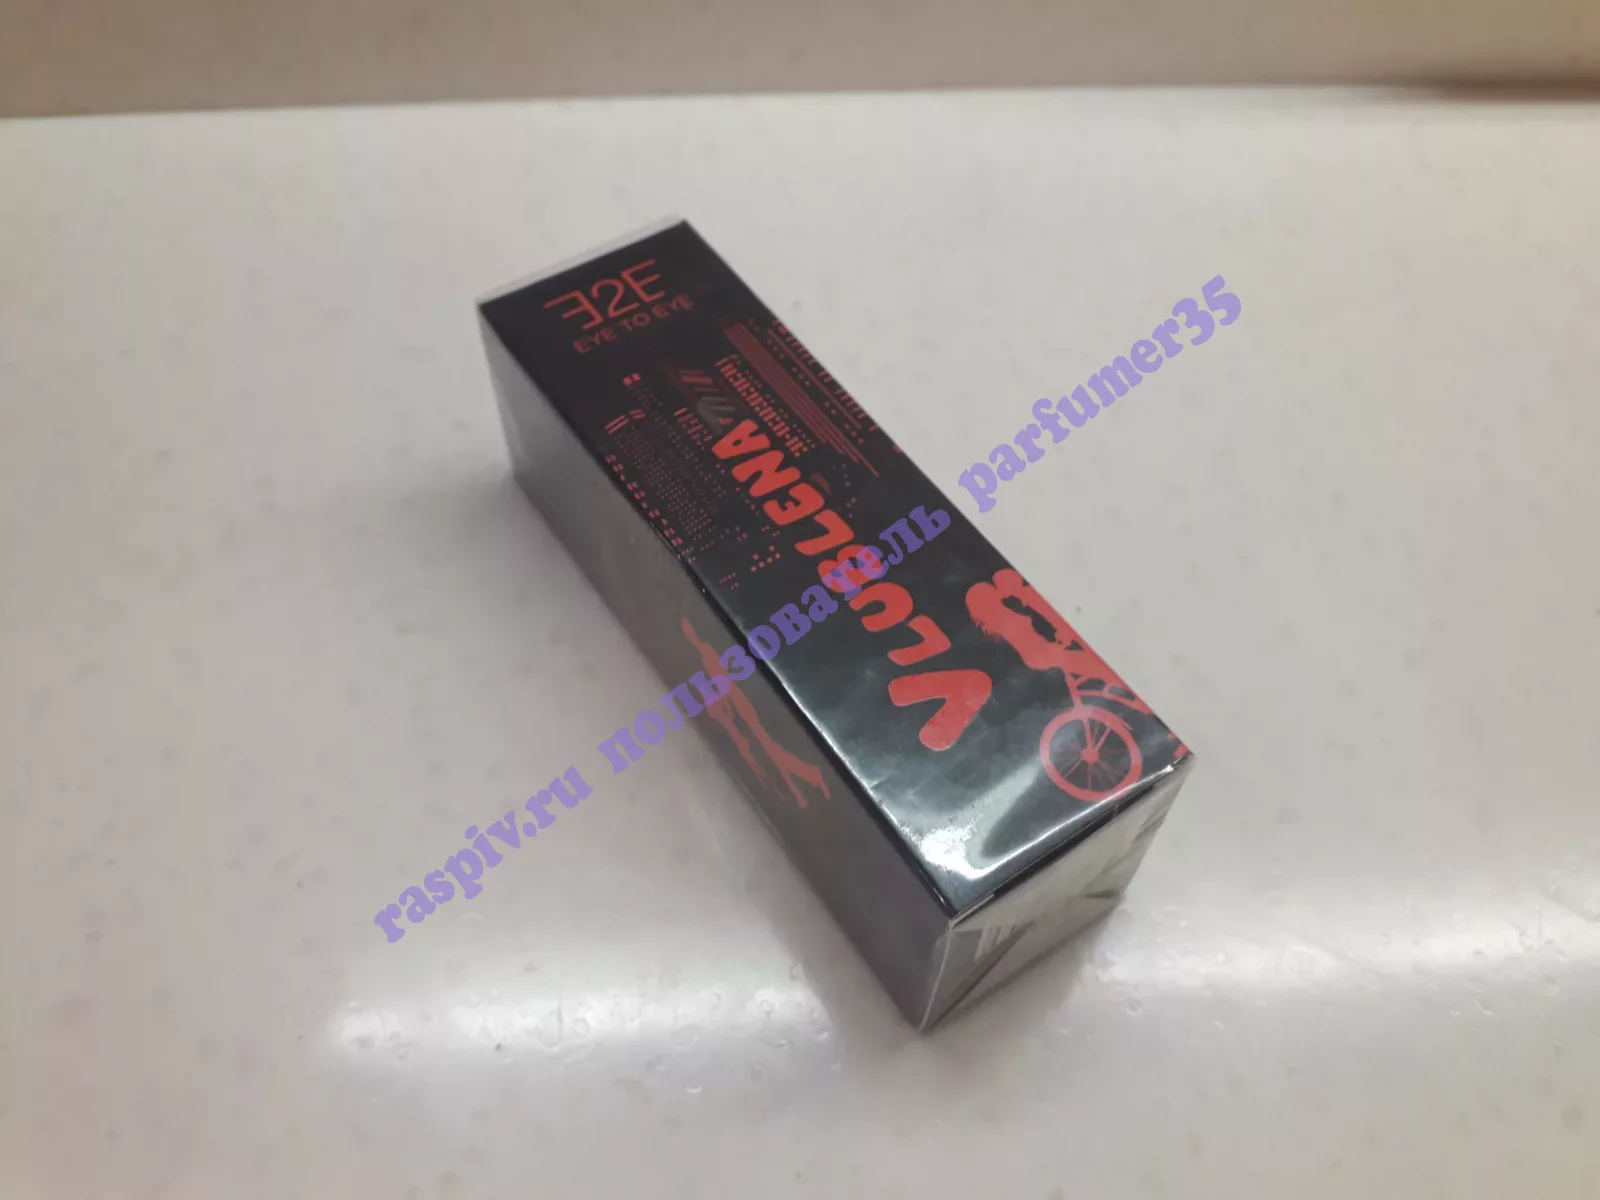 E2E
EYE TO EYE
VLUBLENA
raspiv.ru пользователь parfumer35